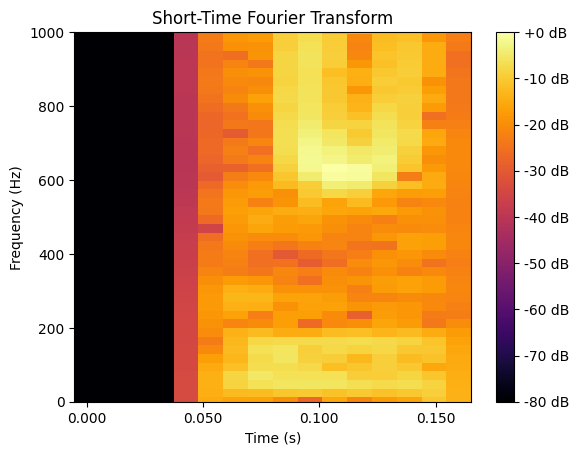 Short-Time Fourier Transform
Frequency (Hz)
1000
800
600
400
200
0
0.000
0.050
0.100
0.150
Time (s)
+0 dB
-10 dB
-20 dB
-30 dB
-40 dB
-50 dB
-60 dB
-70 dB
-80 dB